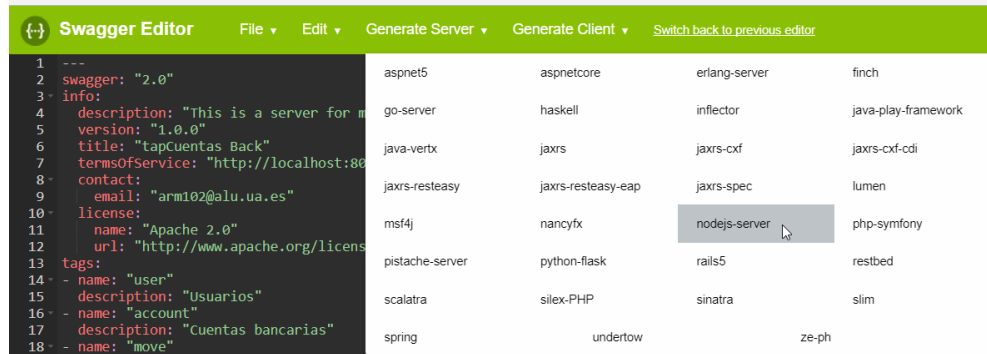 {...} Swagger Editor File ▾ Edit ▾ Generate Server ▾ Generate Client ▾ Switch back to previous editor
1 ---
2 swagger: "2.0"
3 info:
4 description: "This is a server for m
5 version: "1.0.0"
6 title: "tapCuentas Back"
7 termsOfService: "http://localhost:80
8 contact:
9 email: "arm102@alu.ua.es"
10 license:
11 name: "Apache 2.0"
12 url: "http://www.apache.org/licens
13 tags:
14 - name: "user"
15 description: "Usuarios"
16 - name: "account"
17 description: "Cuentas bancarias"
18 - name: "move"
aspnet5 aspnetcore erlang-server finch
go-server haskell inflector java-play-framework
java-vertx jaxrs jaxrs-cxf jaxrs-cxf-cdi
jaxrs-resteasy jaxrs-resteasy-eap jaxrs-spec lumen
msf4j nancyfx nodejs-server php-symfony
pistache-server python-flask rails5 restbed
scalatra silex-PHP sinatra slim
spring undertow ze-ph